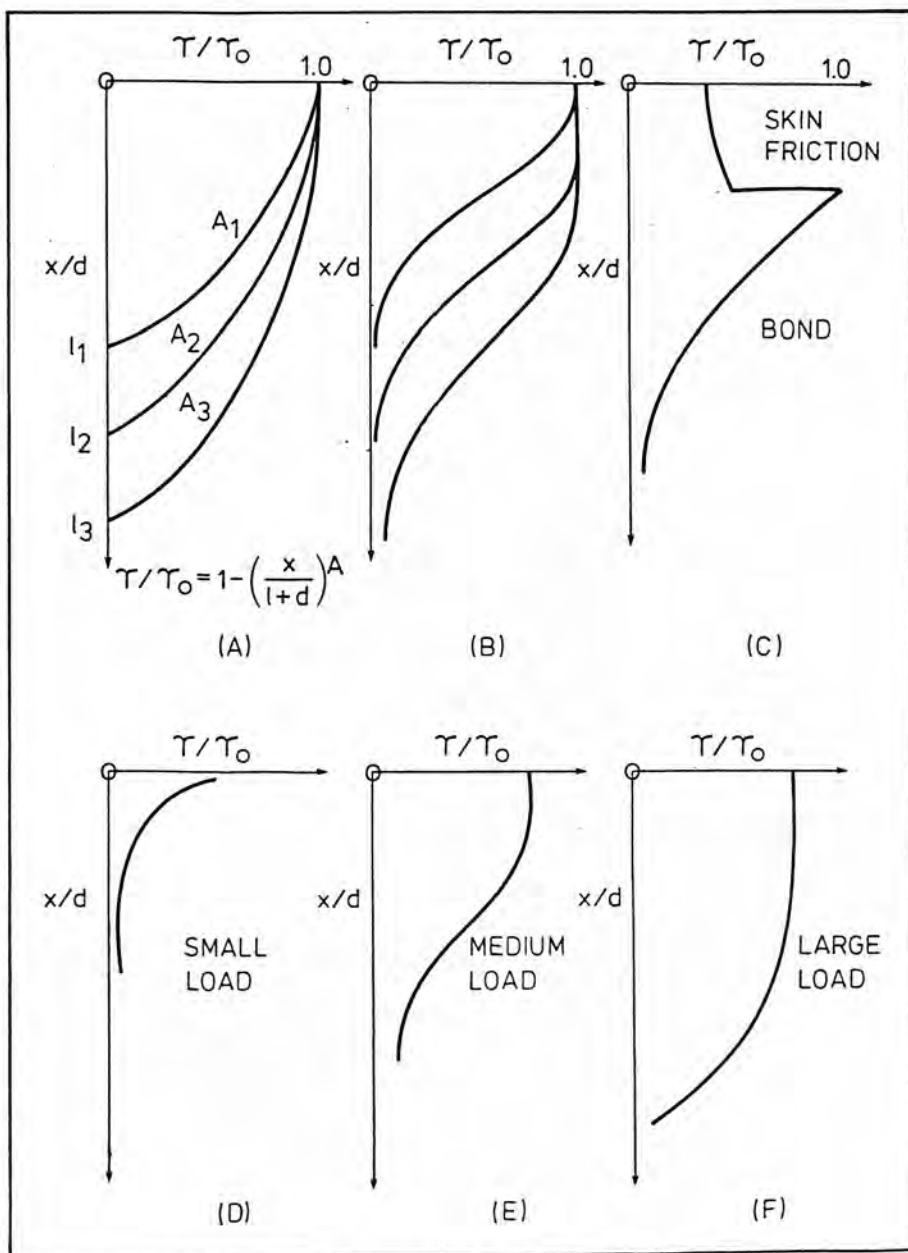 τ/τo τ/τo τ/τo
O 1.0 O 1.0 O 1.0
SKIN
FRICTION
A1
x/d x/d x/d
A2
BOND
l1
A3
l2
l3
τ/τo = 1-(x/l+d)A
(A) (B) (C)
τ/τo τ/τo τ/τo
O O O
x/d x/d x/d
SMALL
LOAD
MEDIUM
LOAD
LARGE
LOAD
(D) (E) (F)